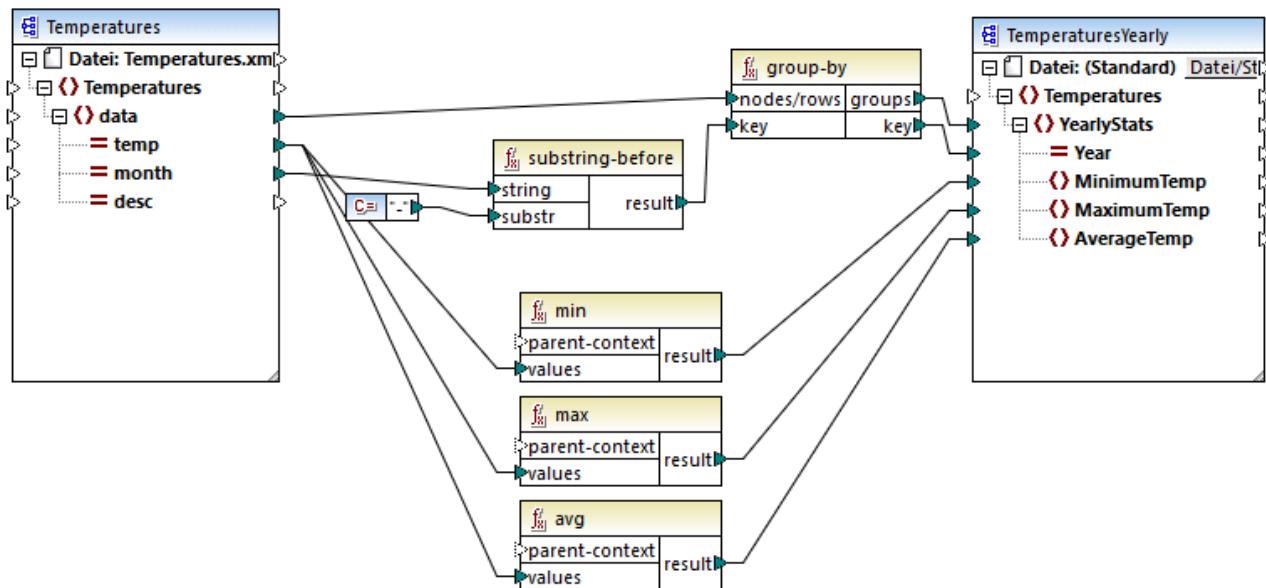 Temperatures
Datei: Temperatures.xm
Temperatures
data
temp
month
desc
C= "-"
substring-before
string
substr
result
group-by
nodes/rows groups
key key
min
parent-context
values
result
max
parent-context
values
result
avg
parent-context
values
result
TemperaturesYearly
Datei: (Standard) Datei/St
Temperatures
YearlyStats
Year
MinimumTemp
MaximumTemp
AverageTemp